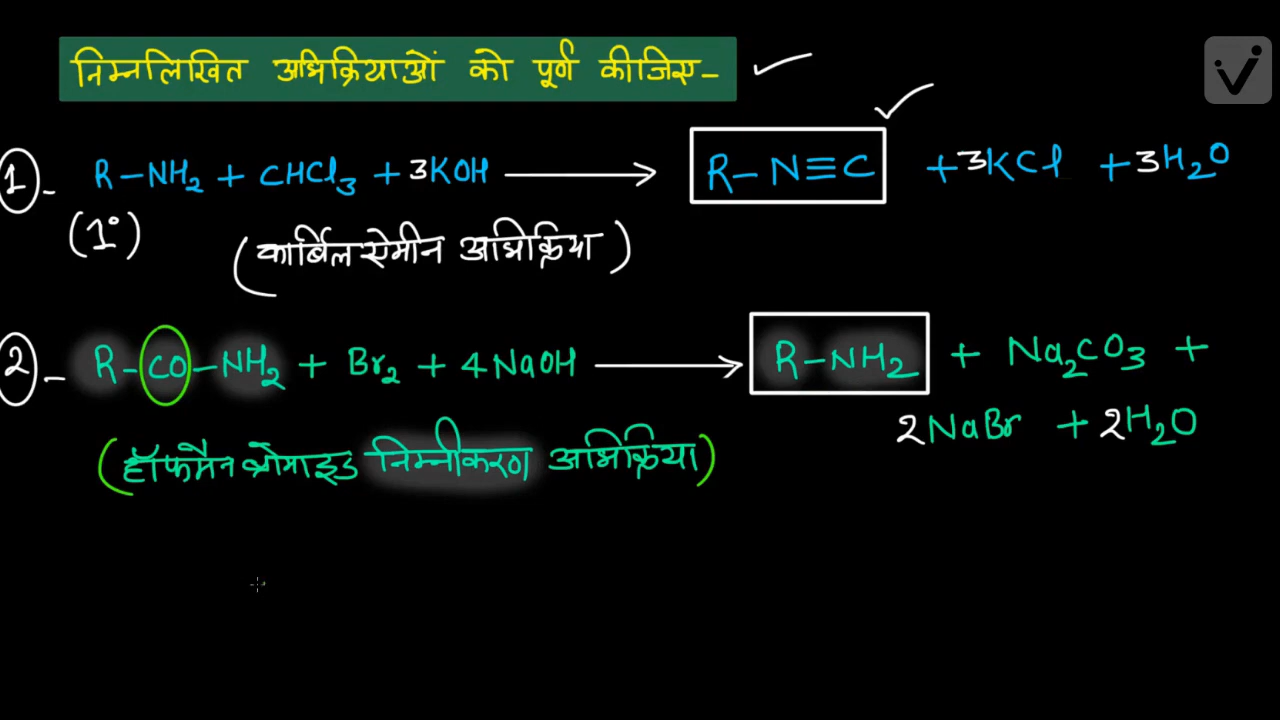 निम्नलिखित अभिक्रियाओं को पूर्ण कीजिए-
1- R-NH₂ + CHCl₃ + 3KOH ⟶ R-N≡C +3KCl +3H₂O
(1°) (कार्बिलऐमीन अभिक्रिया)
2- R-CO-NH₂ + Br₂ + 4NaOH ⟶ R-NH₂ + Na₂CO₃ +
2NaBr + 2H₂O
(हॉफमैन ब्रोमाइड निम्नीकरण अभिक्रिया)